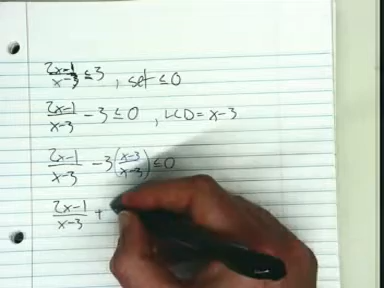 (2x-1)/(x-3) ≤ 3 , set ≤ 0
(2x-1)/(x-3) - 3 ≤ 0 , LCD = x-3
(2x-1)/(x-3) - 3((x-3)/(x-3)) ≤ 0
(2x-1)/(x-3) +